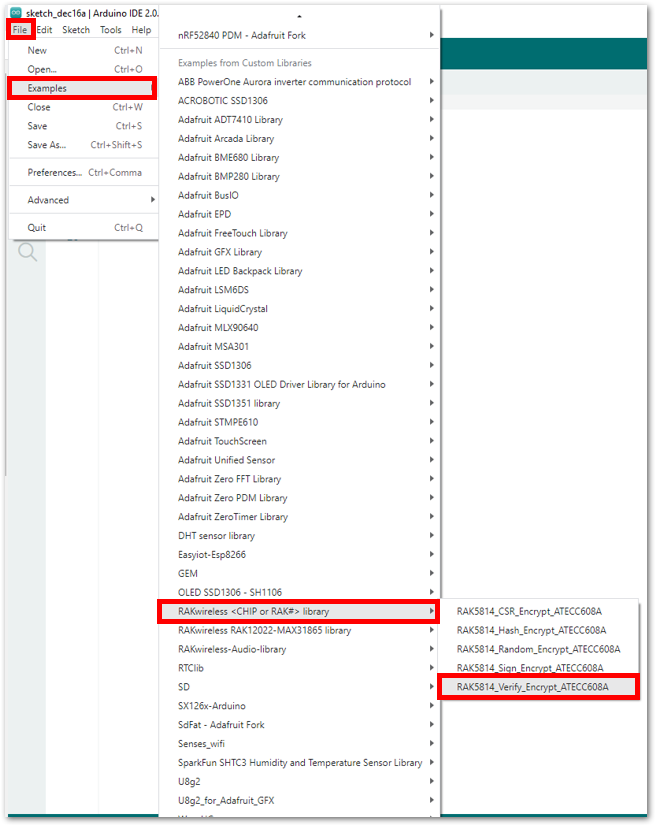 sketch_dec16a | Arduino IDE 2.0.
File Edit Sketch Tools Help
New Ctrl+N
Open... Ctrl+O
Examples
Close Ctrl+W
Save Ctrl+S
Save As... Ctrl+Shift+S
Preferences... Ctrl+Comma
Advanced
Quit Ctrl+Q
nRF52840 PDM - Adafruit Fork
Examples from Custom Libraries
ABB PowerOne Aurora inverter communication protocol
ACROBOTIC SSD1306
Adafruit ADT7410 Library
Adafruit Arcada Library
Adafruit BME680 Library
Adafruit BMP280 Library
Adafruit BusIO
Adafruit EPD
Adafruit FreeTouch Library
Adafruit GFX Library
Adafruit LED Backpack Library
Adafruit LSM6DS
Adafruit LiquidCrystal
Adafruit MLX90640
Adafruit MSA301
Adafruit SSD1306
Adafruit SSD1331 OLED Driver Library for Arduino
Adafruit SSD1351 library
Adafruit STMPE610
Adafruit TouchScreen
Adafruit Unified Sensor
Adafruit Zero FFT Library
Adafruit Zero PDM Library
Adafruit ZeroTimer Library
DHT sensor library
Easyiot-Esp8266
GEM
OLED SSD1306 - SH1106
RAKwireless <CHIP or RAK#> library
RAKwireless RAK12022-MAX31865 library
RAKwireless-Audio-library
RTClib
SD
SX126x-Arduino
SdFat - Adafruit Fork
Senses_wifi
SparkFun SHTC3 Humidity and Temperature Sensor Library
U8g2
U8g2_for_Adafruit_GFX
RAK5814_CSR_Encrypt_ATECC608A
RAK5814_Hash_Encrypt_ATECC608A
RAK5814_Random_Encrypt_ATECC608A
RAK5814_Sign_Encrypt_ATECC608A
RAK5814_Verify_Encrypt_ATECC608A